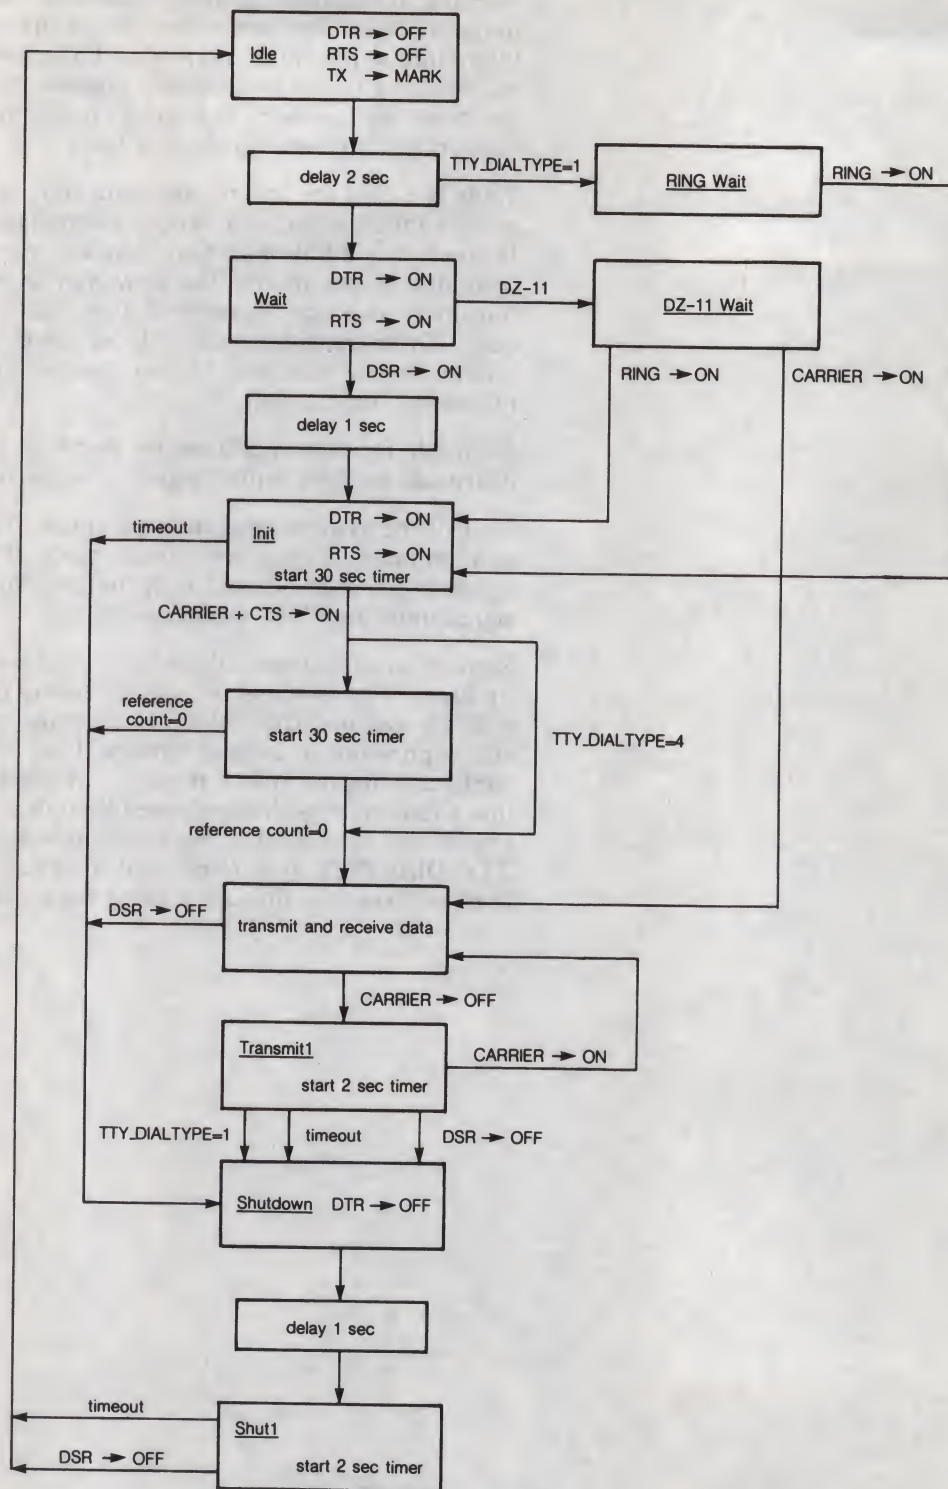 DTR → OFF
Idle RTS → OFF
TX → MARK
delay 2 sec
TTY_DIALTYPE=1
RING Wait
RING → ON
DTR → ON
Wait
RTS → ON
DZ-11
DZ-11 Wait
DSR → ON
RING → ON
CARRIER → ON
delay 1 sec
Init
DTR → ON
RTS → ON
start 30 sec timer
timeout
CARRIER + CTS → ON
reference
count=0
start 30 sec timer
TTY_DIALTYPE=4
reference count=0
DSR → OFF
transmit and receive data
CARRIER → OFF
Transmit1
start 2 sec timer
CARRIER → ON
TTY_DIALTYPE=1
timeout
DSR → OFF
Shutdown DTR → OFF
delay 1 sec
timeout
Shut1
DSR → OFF
start 2 sec timer